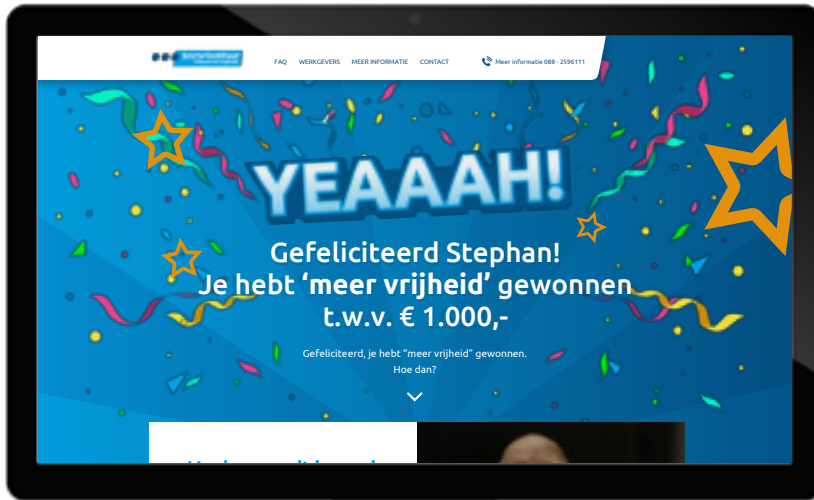 FAQ WERKGEVERS MEER INFORMATIE CONTACT Meer informatie 088 - 2596111
YEAAAH!
Gefeliciteerd Stephan!
Je hebt ‘meer vrijheid’ gewonnen
t.w.v. € 1.000,-
Gefeliciteerd, je hebt “meer vrijheid” gewonnen.
Hoe dan?